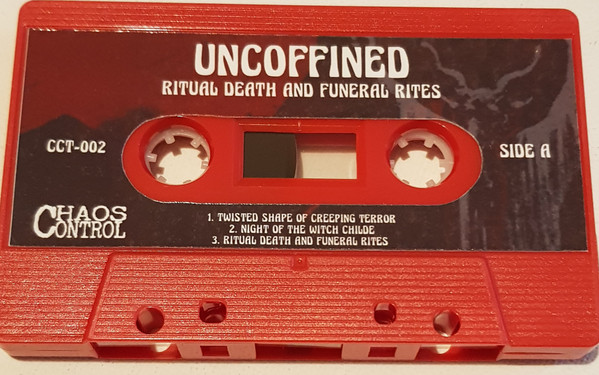 UNCOFFINED
RITUAL DEATH AND FUNERAL RITES
CCT-002
SIDE A
CHAOS
CONTROL
1. TWISTED SHAPE OF CREEPING TERROR
2. NIGHT OF THE WITCH CHILDE
3. RITUAL DEATH AND FUNERAL RITES